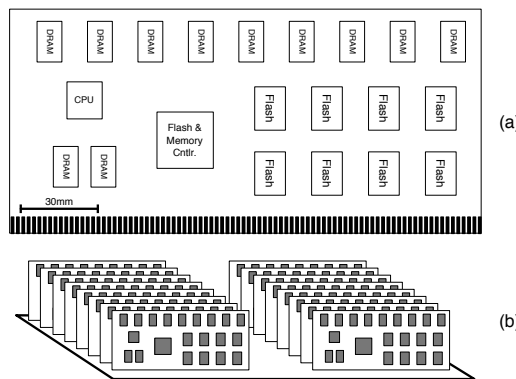 DRAM DRAM DRAM DRAM DRAM DRAM DRAM DRAM DRAM
CPU
Flash &
Memory
Cntlr.
Flash Flash Flash Flash
(a)
DRAM DRAM
Flash Flash Flash Flash
30mm
(b)